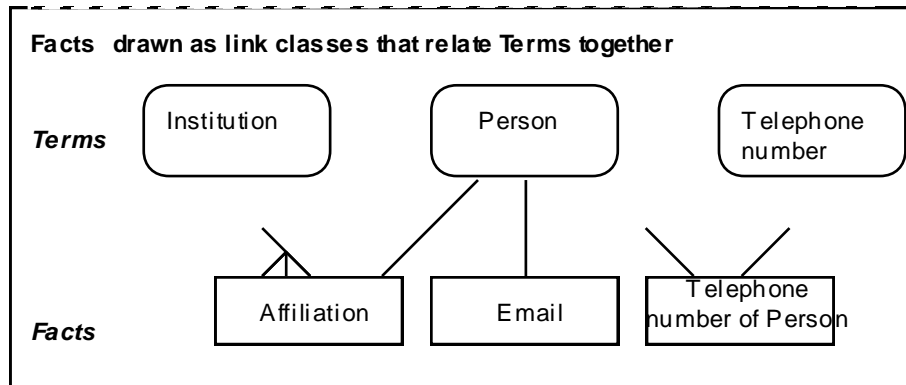 Facts drawn as link classes that relate Terms together
Institution
Person
Telephone
number
Terms
Affiliation
Email
Telephone
number of Person
Facts